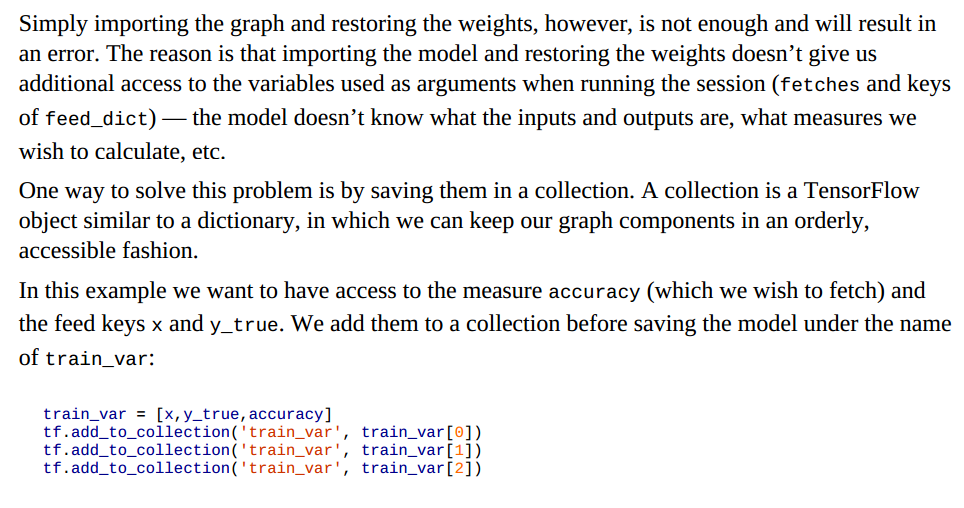 Simply importing the graph and restoring the weights, however, is not enough and will result in
an error. The reason is that importing the model and restoring the weights doesn’t give us
additional access to the variables used as arguments when running the session (fetches and keys
of feed_dict) — the model doesn’t know what the inputs and outputs are, what measures we
wish to calculate, etc.
One way to solve this problem is by saving them in a collection. A collection is a TensorFlow
object similar to a dictionary, in which we can keep our graph components in an orderly,
accessible fashion.
In this example we want to have access to the measure accuracy (which we wish to fetch) and
the feed keys x and y_true. We add them to a collection before saving the model under the name
of train_var:
train_var = [x,y_true,accuracy]
tf.add_to_collection('train_var', train_var[0])
tf.add_to_collection('train_var', train_var[1])
tf.add_to_collection('train_var', train_var[2])